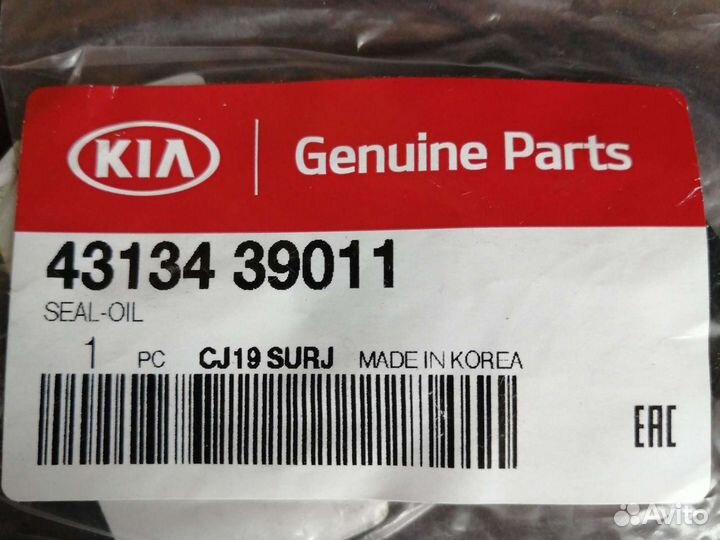 KIA Genuine Parts
43134 39011
SEAL-OIL
1 PC CJ19 SURJ MADE IN KOREA
EAC
Avito